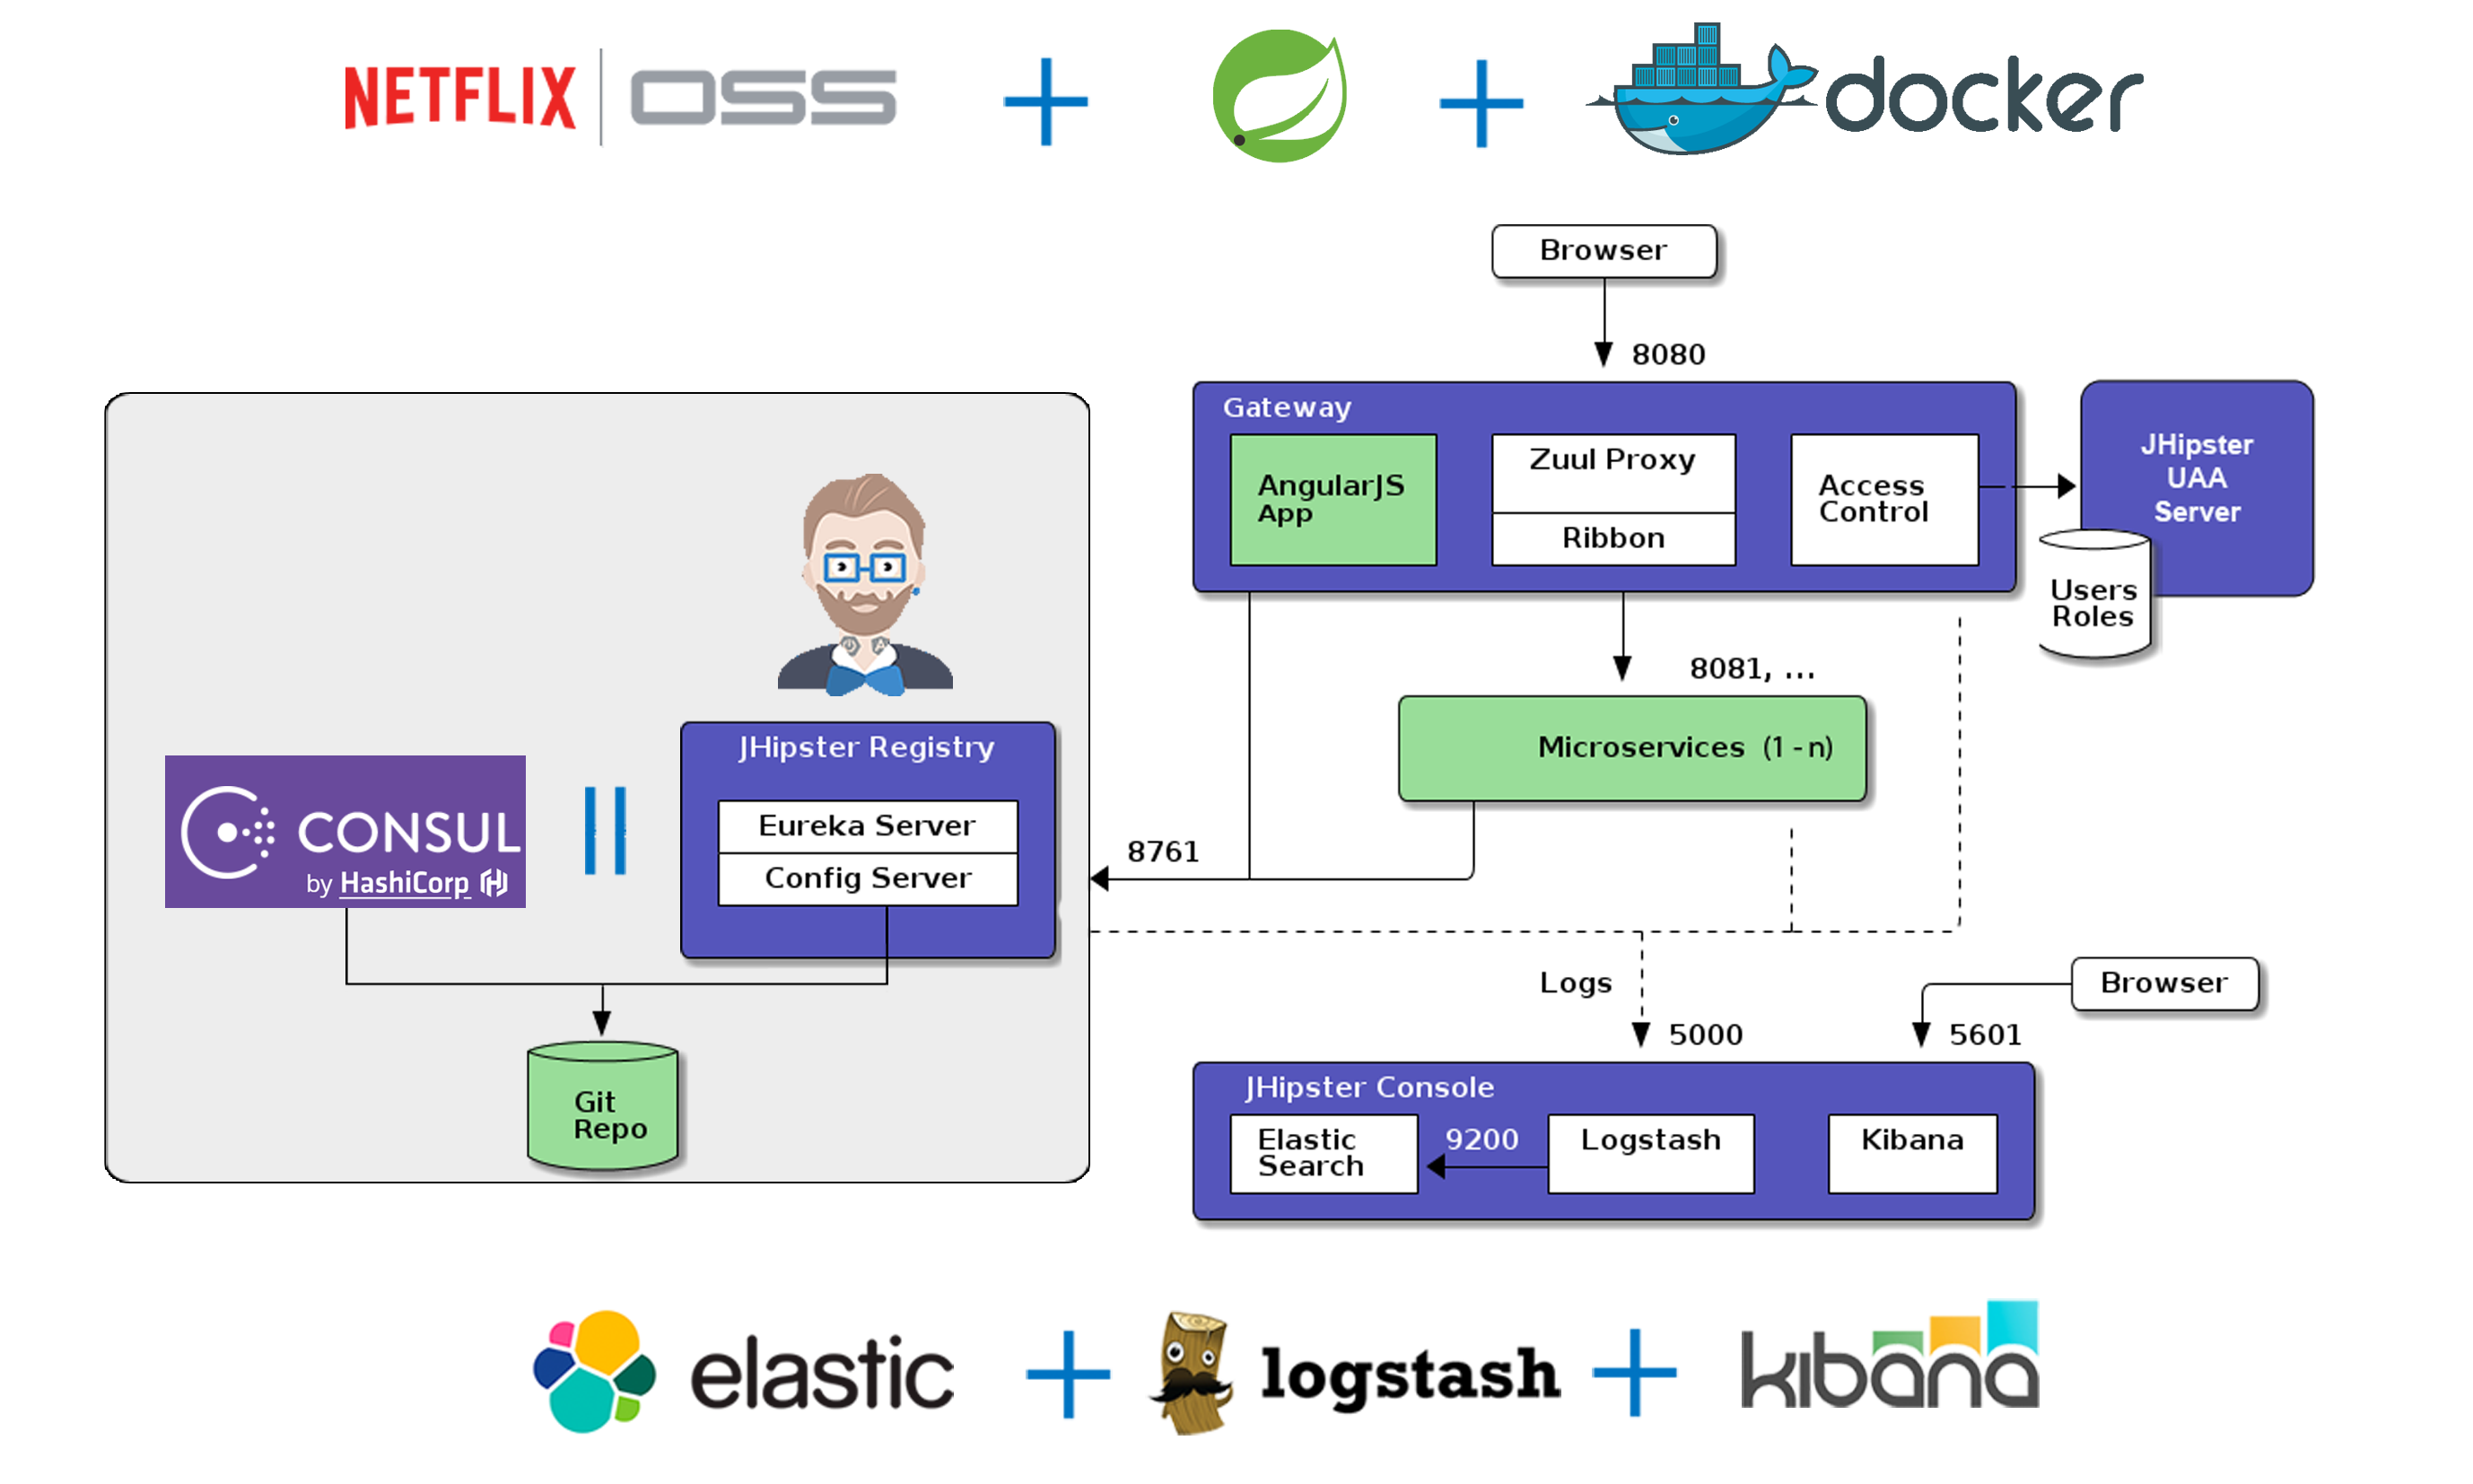 NETFLIX OSS
docker
Browser
8080
Gateway
AngularJS
App
Zuul Proxy
Ribbon
Access
Control
JHipster
UAA
Server
Users
Roles
8081, ...
Microservices (1 - n)
JHipster Registry
Eureka Server
Config Server
CONSUL
by HashiCorp
8761
Git
Repo
Logs
5000
Browser
5601
JHipster Console
Elastic
Search
9200
Logstash
Kibana
elastic
logstash
kibana